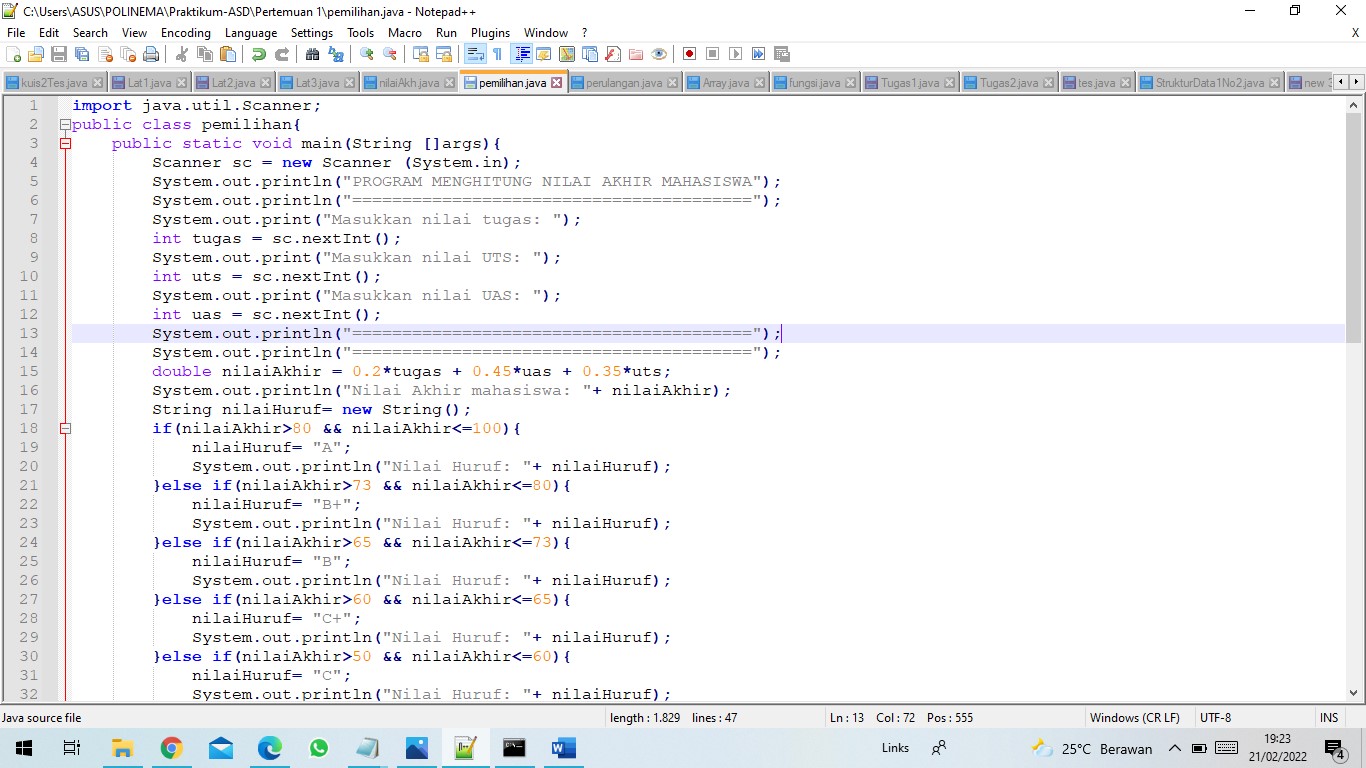 C:\Users\ASUS\POLINEMA\Praktikum-ASD\Pertemuan 1\pemilihan.java - Notepad++
File Edit Search View Encoding Language Settings Tools Macro Run Plugins Window ? X
kuis2Tes.java Lat1.java Lat2.java Lat3.java nilaiAkh.java pemilihan.java perulangan.java Array.java fungsi.java Tugas1.java Tugas2.java tes.java StrukturData1No2.java new 3
1 import java.util.Scanner;
2 public class pemilihan{
3 public static void main(String []args){
4 Scanner sc = new Scanner (System.in);
5 System.out.println("PROGRAM MENGHITUNG NILAI AKHIR MAHASISWA");
6 System.out.println("========================================");
7 System.out.print("Masukkan nilai tugas: ");
8 int tugas = sc.nextInt();
9 System.out.print("Masukkan nilai UTS: ");
10 int uts = sc.nextInt();
11 System.out.print("Masukkan nilai UAS: ");
12 int uas = sc.nextInt();
13 System.out.println("========================================");
14 System.out.println("========================================");
15 double nilaiAkhir = 0.2*tugas + 0.45*uas + 0.35*uts;
16 System.out.println("Nilai Akhir mahasiswa: "+ nilaiAkhir);
17 String nilaiHuruf= new String();
18 if(nilaiAkhir>80 && nilaiAkhir<=100){
19 nilaiHuruf= "A";
20 System.out.println("Nilai Huruf: "+ nilaiHuruf);
21 }else if(nilaiAkhir>73 && nilaiAkhir<=80){
22 nilaiHuruf= "B+";
23 System.out.println("Nilai Huruf: "+ nilaiHuruf);
24 }else if(nilaiAkhir>65 && nilaiAkhir<=73){
25 nilaiHuruf= "B";
26 System.out.println("Nilai Huruf: "+ nilaiHuruf);
27 }else if(nilaiAkhir>60 && nilaiAkhir<=65){
28 nilaiHuruf= "C+";
29 System.out.println("Nilai Huruf: "+ nilaiHuruf);
30 }else if(nilaiAkhir>50 && nilaiAkhir<=60){
31 nilaiHuruf= "C";
32 System.out.println("Nilai Huruf: "+ nilaiHuruf);
Java source file length : 1.829 lines : 47 Ln : 13 Col : 72 Pos : 555 Windows (CR LF) UTF-8 INS
Links 25°C Berawan 19:23
21/02/2022 4